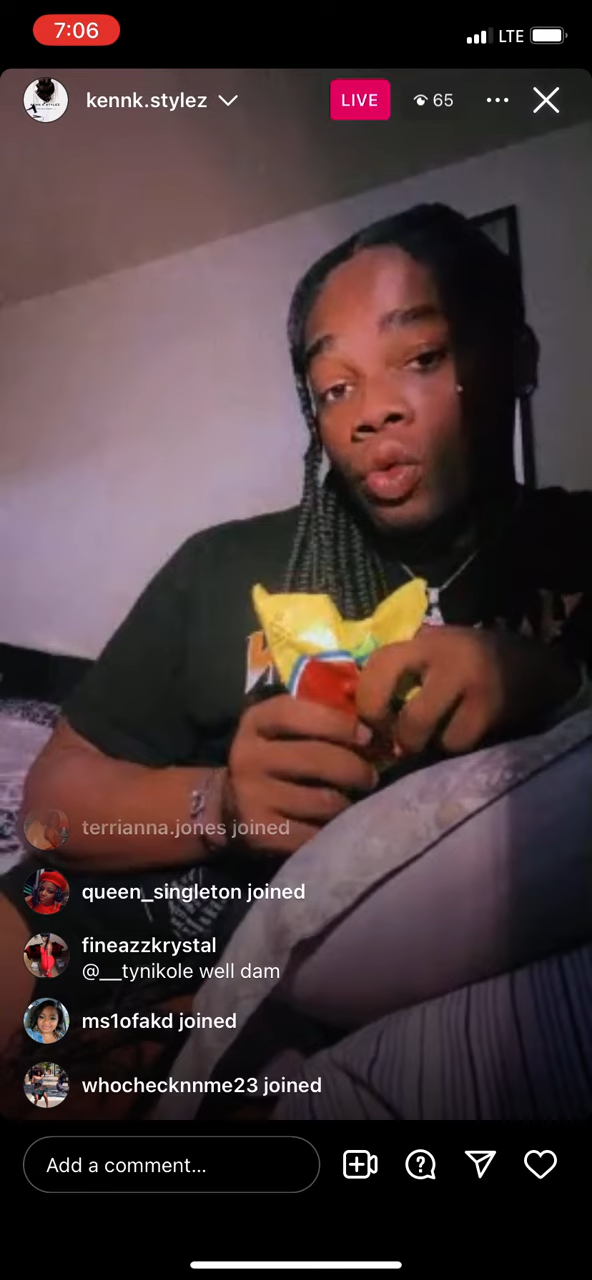 7:06
LTE
kennk.stylez
LIVE
65
terrianna.jones joined
queen_singleton joined
fineazzkrystal
@__tynikole well dam
ms1ofakd joined
whochecknnme23 joined
Add a comment...